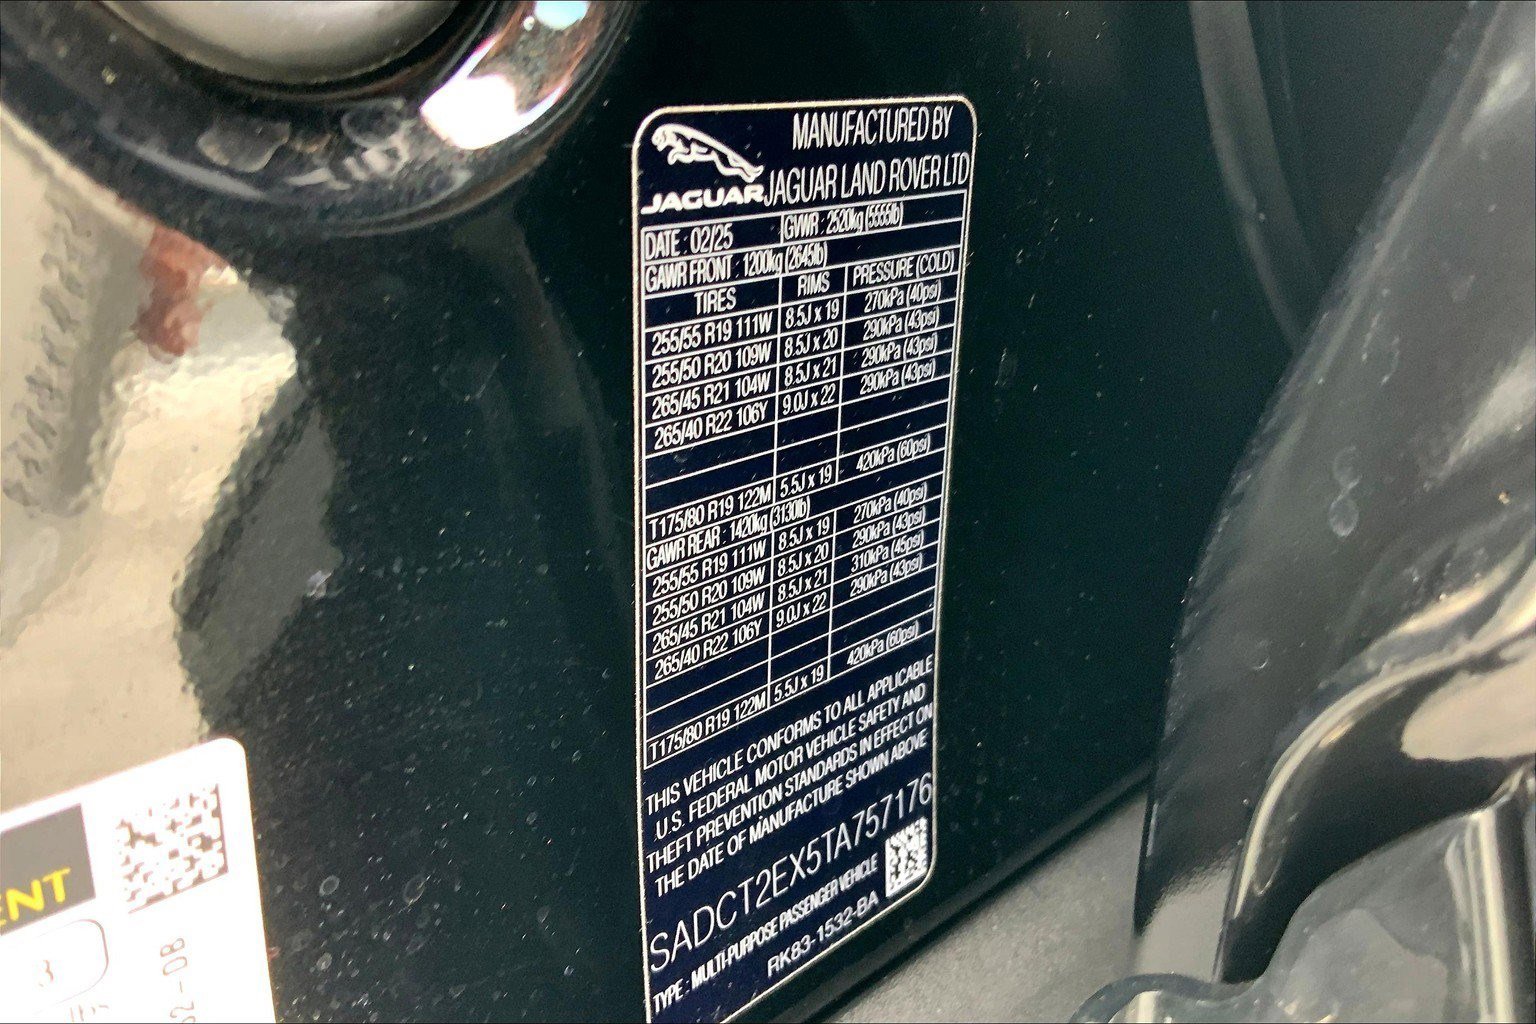 JAGUAR
MANUFACTURED BY
JAGUAR LAND ROVER LTD
DATE : 02/25 GVWR : 2520kg (5555lb)
GAWR FRONT : 1200kg (2645lb)
TIRES RIMS PRESSURE (COLD)
255/55 R19 111W 8.5J x 19 270kPa (40psi)
255/50 R20 109W 8.5J x 20 290kPa (43psi)
265/45 R21 104W 8.5J x 21 290kPa (43psi)
265/40 R22 106Y 9.0J x 22 290kPa (43psi)
T175/80 R19 122M 5.5J x 19 420kPa (60psi)
GAWR REAR : 1420kg (3130lb)
255/55 R19 111W 8.5J x 19 270kPa (40psi)
255/50 R20 109W 8.5J x 20 290kPa (43psi)
265/45 R21 104W 8.5J x 21 310kPa (45psi)
265/40 R22 106Y 9.0J x 22 290kPa (43psi)
T175/80 R19 122M 5.5J x 19 420kPa (60psi)
THIS VEHICLE CONFORMS TO ALL APPLICABLE
U.S. FEDERAL MOTOR VEHICLE SAFETY AND
THEFT PREVENTION STANDARDS IN EFFECT ON
THE DATE OF MANUFACTURE SHOWN ABOVE
SADCT2EX5TA757176
TYPE : MULTI-PURPOSE PASSENGER VEHICLE
RK83-1532-BA
ENT
3
lbs
52-08